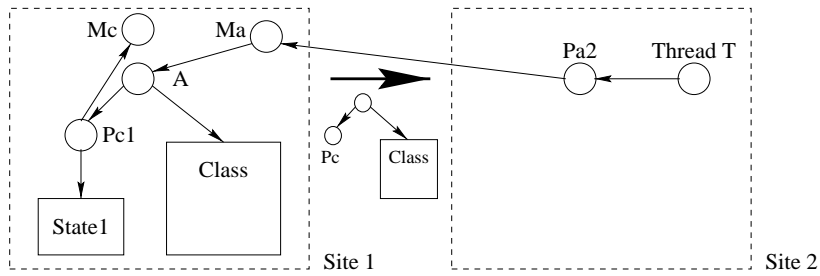 Mc
Ma
A
Pc1
Class
State1
Site 1
Pc
Class
Pa2
Thread T
Site 2